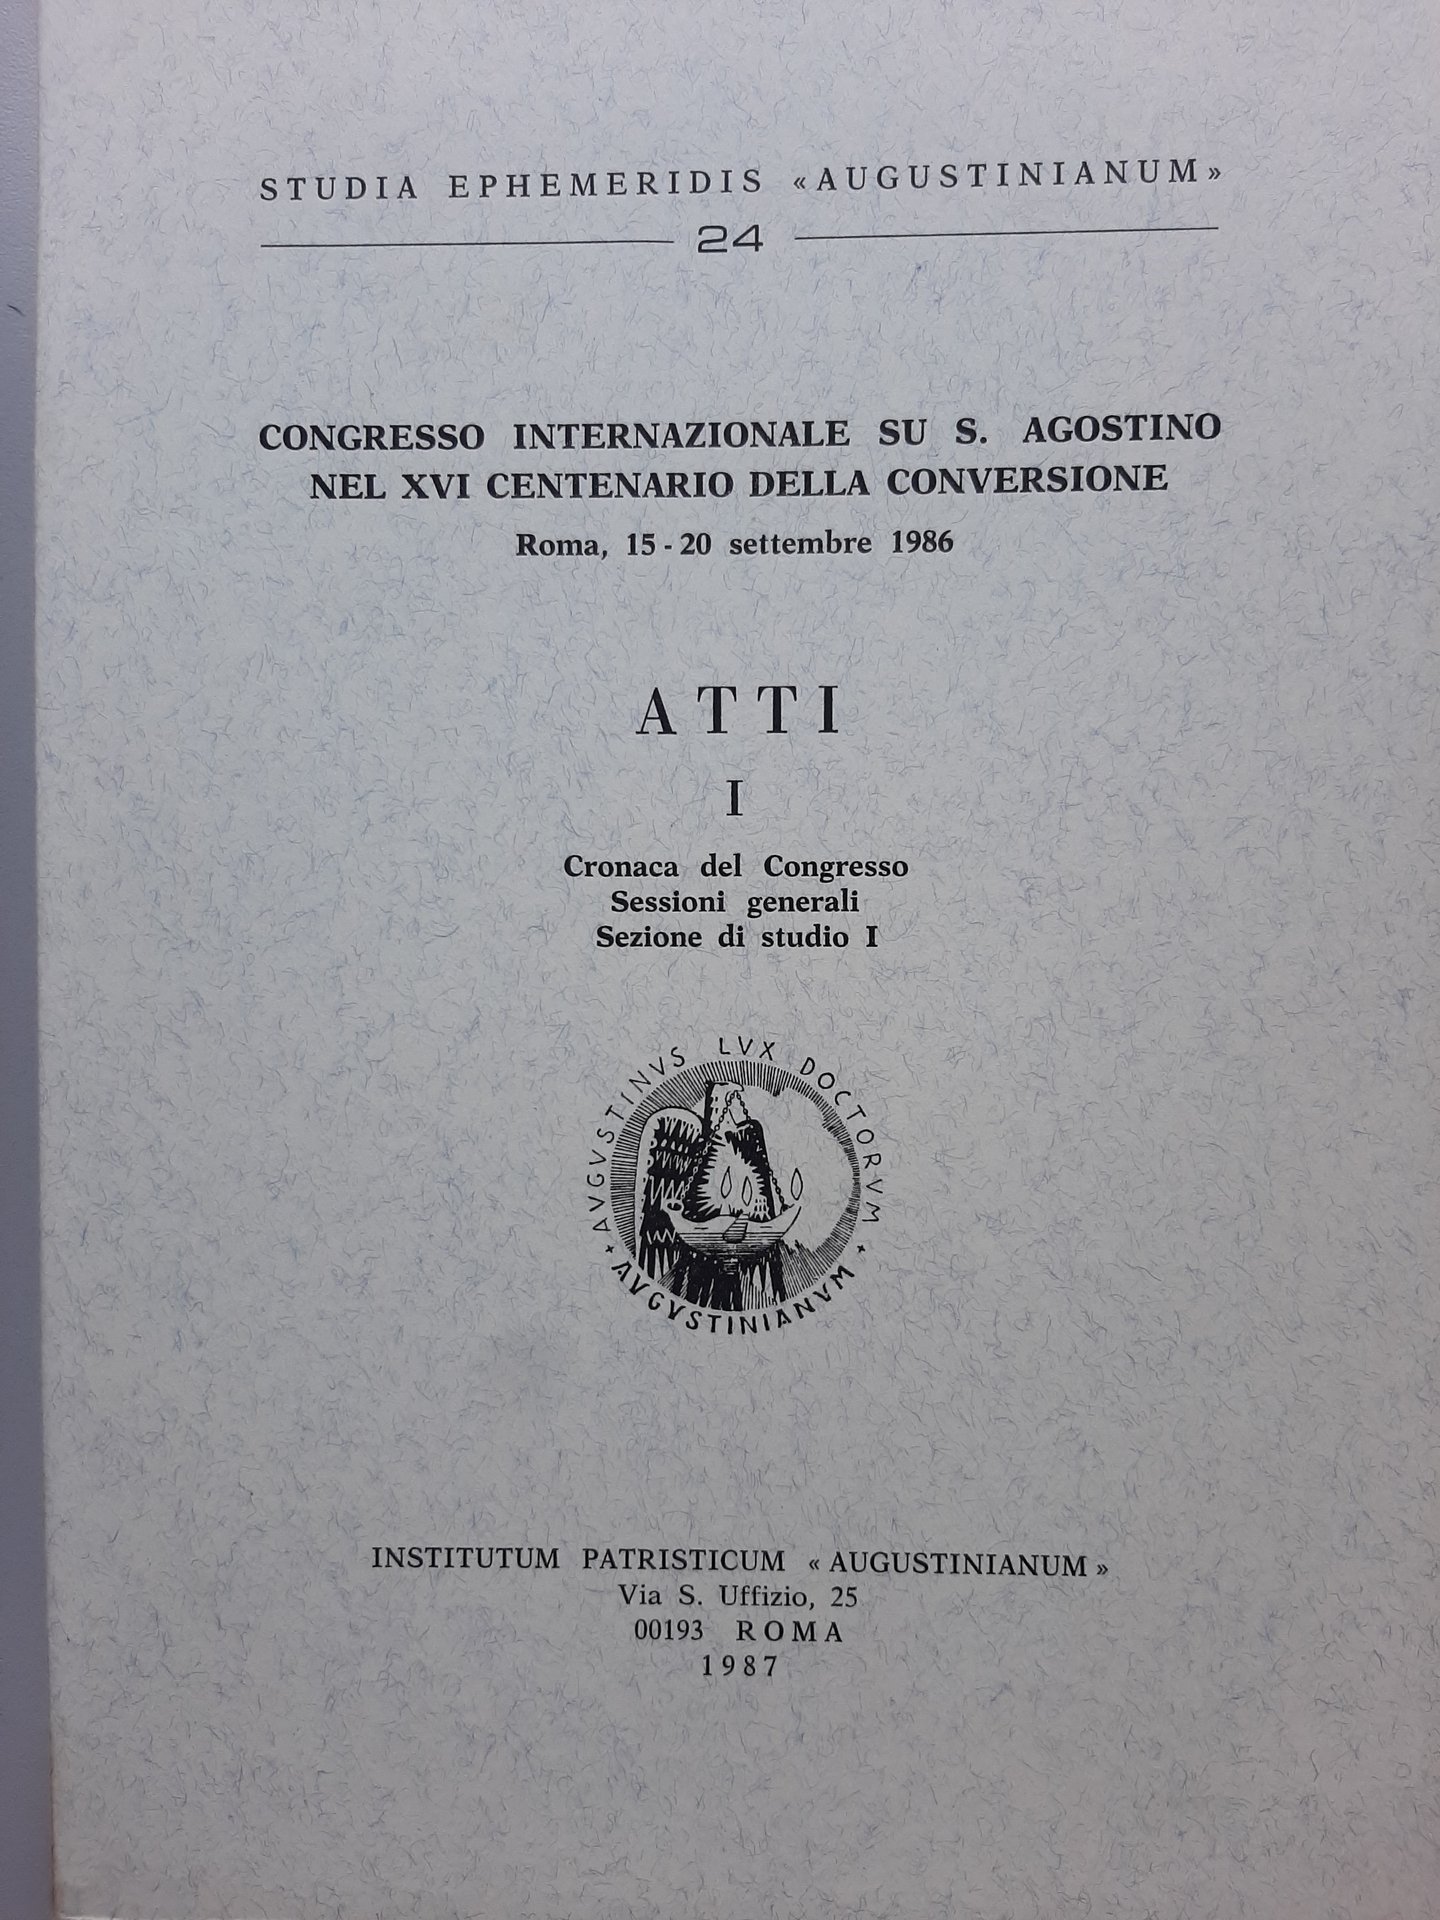 STUDIA EPHEMERIDIS «AUGUSTINIANUM»
24
CONGRESSO INTERNAZIONALE SU S. AGOSTINO
NEL XVI CENTENARIO DELLA CONVERSIONE
Roma, 15-20 settembre 1986
ATTI
I
Cronaca del Congresso
Sessioni generali
Sezione di studio I
AVGVSTINVS LVX DOCTORVM
AVGVSTINIANVM
INSTITUTUM PATRISTICUM «AUGUSTINIANUM»
Via S. Uffizio, 25
00193 ROMA
1987